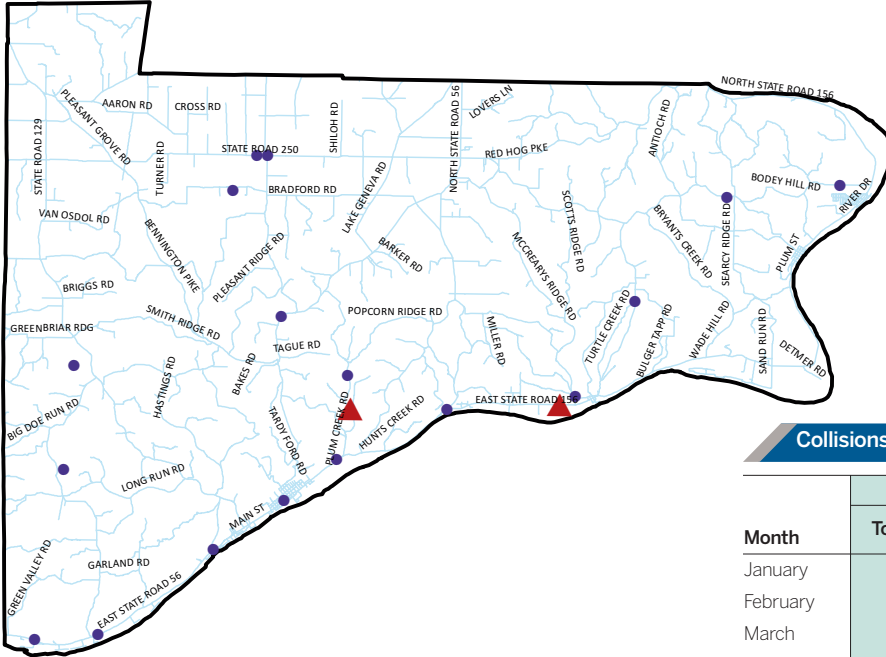 NORTH STATE ROAD 156
AARON RD
CROSS RD
PLEASANT GROVE RD
STATE ROAD 129
TURNER RD
STATE ROAD 250
SHILOH RD
NORTH STATE ROAD 56
LOVERS LN
RED HOG PKE
ANTIOCH RD
BODEY HILL RD
RIVER DR
BRADFORD RD
LAKE GENEVA RD
VAN OSDOL RD
BENNINGTON PIKE
PLEASANT RIDGE RD
BARKER RD
MCCREARYS RIDGE RD
SCOTTS RIDGE RD
BRYANTS CREEK RD
SEARCY RIDGE RD
PLUM ST
BRIGGS RD
GREENBRIAR RDG
SMITH RIDGE RD
POPCORN RIDGE RD
TAGUE RD
MILLER RD
TURTLE CREEK RD
BULGER TAPP RD
WADE HILL RD
SAND RUN RD
DETMER RD
HASTINGS RD
BAKES RD
BIG DOE RUN RD
TARDY FORD RD
PLUM CREEK RD
HUNTS CREEK RD
EAST STATE ROAD 156
LONG RUN RD
MAIN ST
GREEN VALLEY RD
GARLAND RD
EAST STATE ROAD 56
Collisions
Month
January
February
March